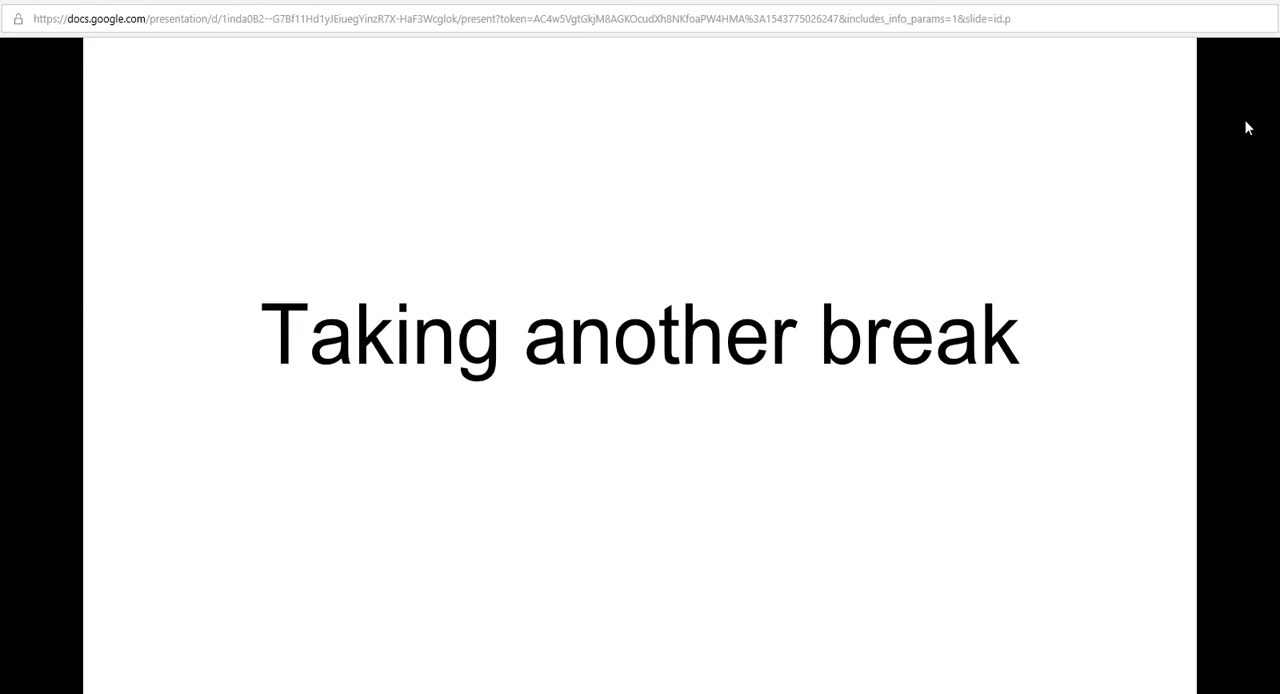 https://docs.google.com/presentation/d/1inda0B2--G7Bf11Hd1yJEiuegYinzR7X-HaF3Wcglok/present?token=AC4w5VgtGkjM8AGKOcudXh8NKfoaPW4HMA%3A1543775026247&includes_info_params=1&slide=id.p
Taking another break